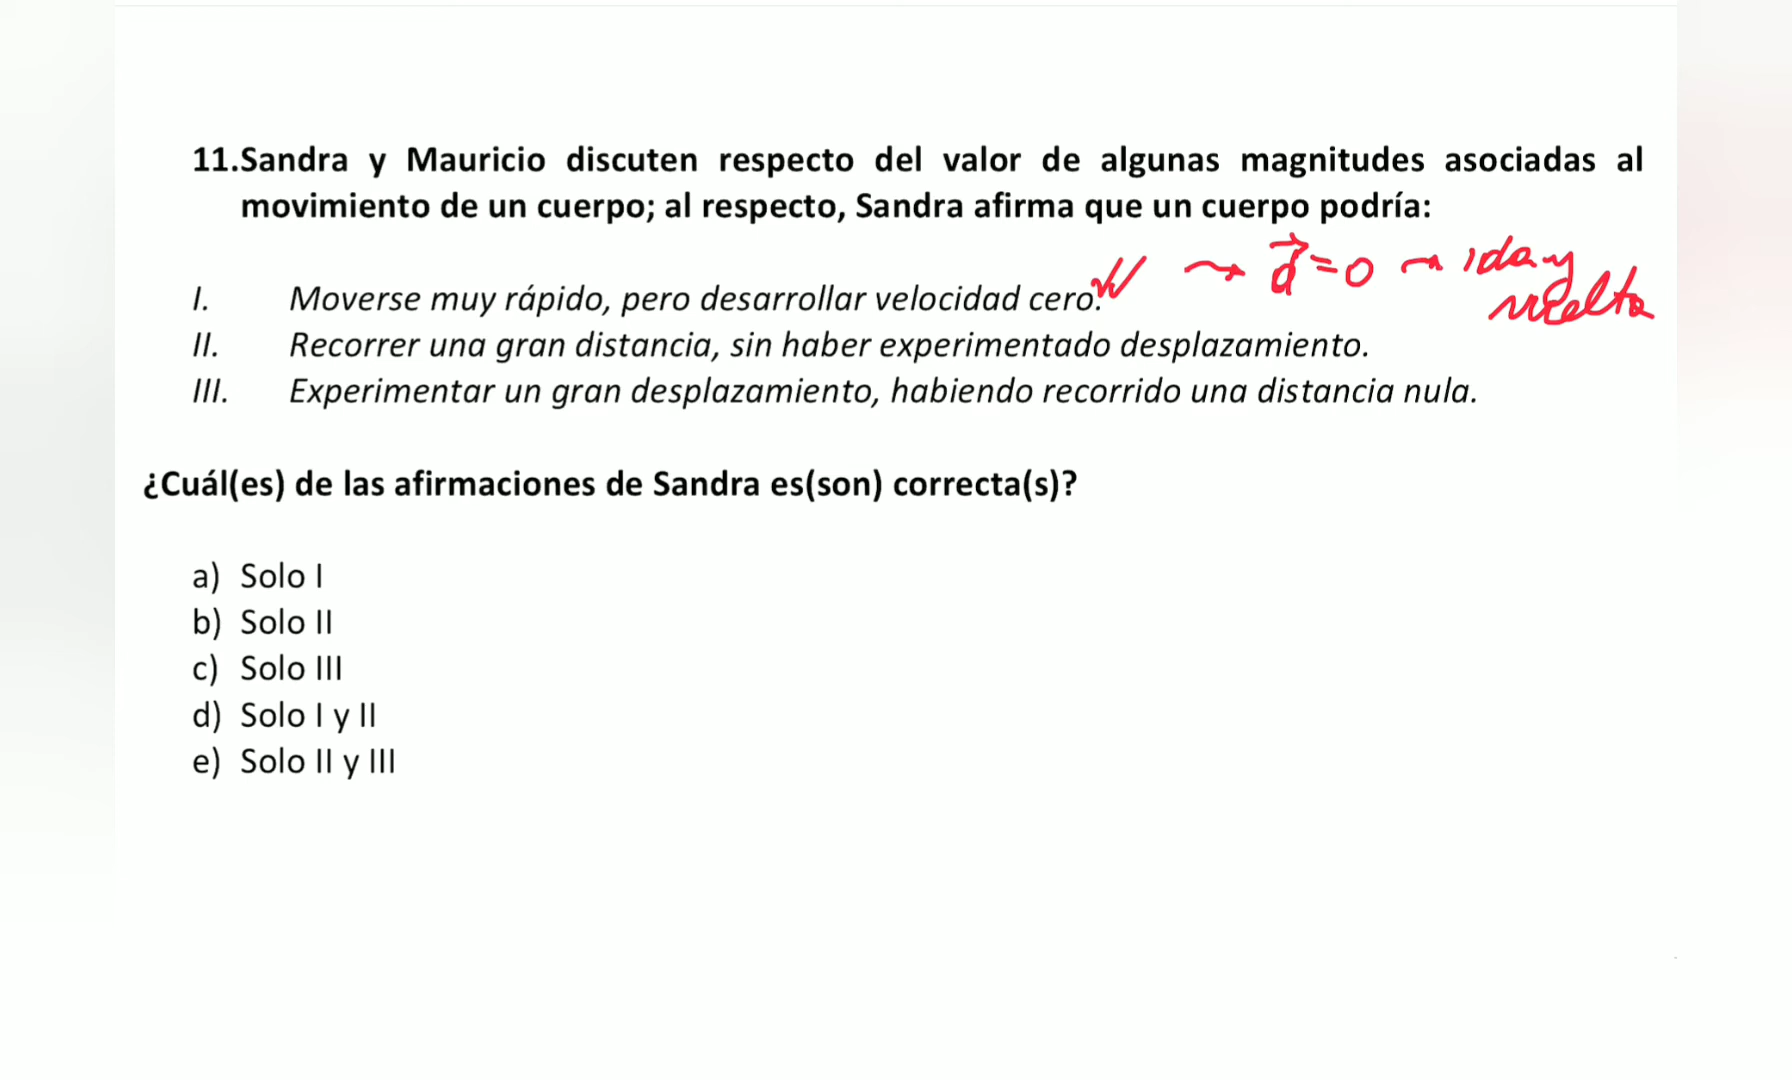 11.Sandra y Mauricio discuten respecto del valor de algunas magnitudes asociadas al
movimiento de un cuerpo; al respecto, Sandra afirma que un cuerpo podría:
I. Moverse muy rápido, pero desarrollar velocidad cero. → d⃗=0 → ida y
vuelta
II. Recorrer una gran distancia, sin haber experimentado desplazamiento.
III. Experimentar un gran desplazamiento, habiendo recorrido una distancia nula.
¿Cuál(es) de las afirmaciones de Sandra es(son) correcta(s)?
a) Solo I
b) Solo II
c) Solo III
d) Solo I y II
e) Solo II y III